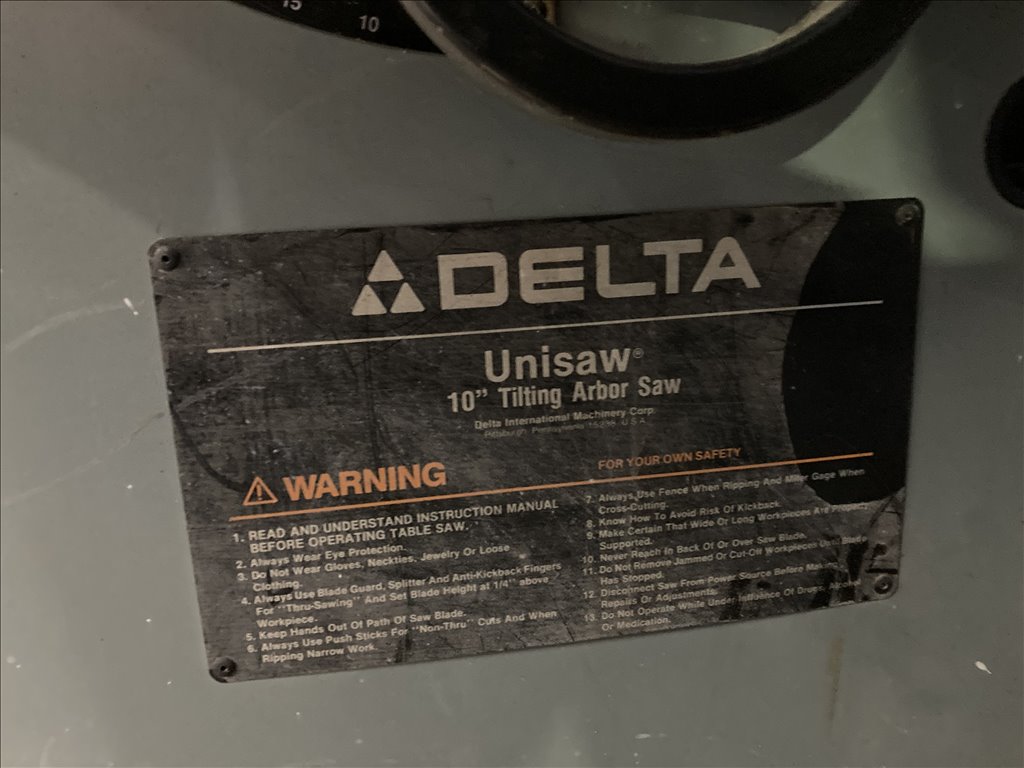 15
10
DELTA
Unisaw®
10" Tilting Arbor Saw
Delta International Machinery Corp.
Pittsburgh, Pennsylvania 15238, U.S.A.
⚠ WARNING
FOR YOUR OWN SAFETY
1. READ AND UNDERSTAND INSTRUCTION MANUAL
BEFORE OPERATING TABLE SAW.
2. Always Wear Eye Protection.
3. Do Not Wear Gloves, Neckties, Jewelry Or Loose
Clothing.
4. Always Use Blade Guard, Splitter And Anti-Kickback Fingers
For "Thru-Sawing" And Set Blade Height at 1/4" above
Workpiece.
5. Keep Hands Out Of Path Of Saw Blade.
6. Always Use Push Sticks For "Non-Thru" Cuts And When
Ripping Narrow Work.
7. Always Use Fence When Ripping And Miter Gage When
Cross-Cutting.
8. Know How To Avoid Risk Of Kickback.
9. Make Certain That Wide Or Long Workpieces Are Properly
Supported.
10. Never Reach In Back Of Or Over Saw Blade.
11. Do Not Remove Jammed Or Cut-Off Workpieces Until Blade
Has Stopped.
12. Disconnect Saw From Power Source Before Making
Repairs Or Adjustments.
13. Do Not Operate While Under Influence Of Drugs, Alcohol
Or Medication.